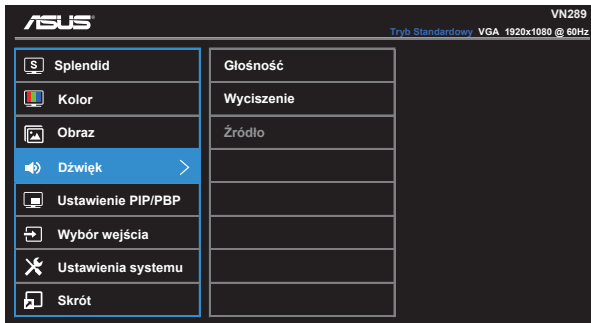 ASUS
VN289
Tryb Standardowy VGA 1920x1080 @ 60Hz
S Splendid
Kolor
Obraz
Dźwięk
Ustawienie PIP/PBP
Wybór wejścia
Ustawienia systemu
Skrót
Głośność
Wyciszenie
Źródło